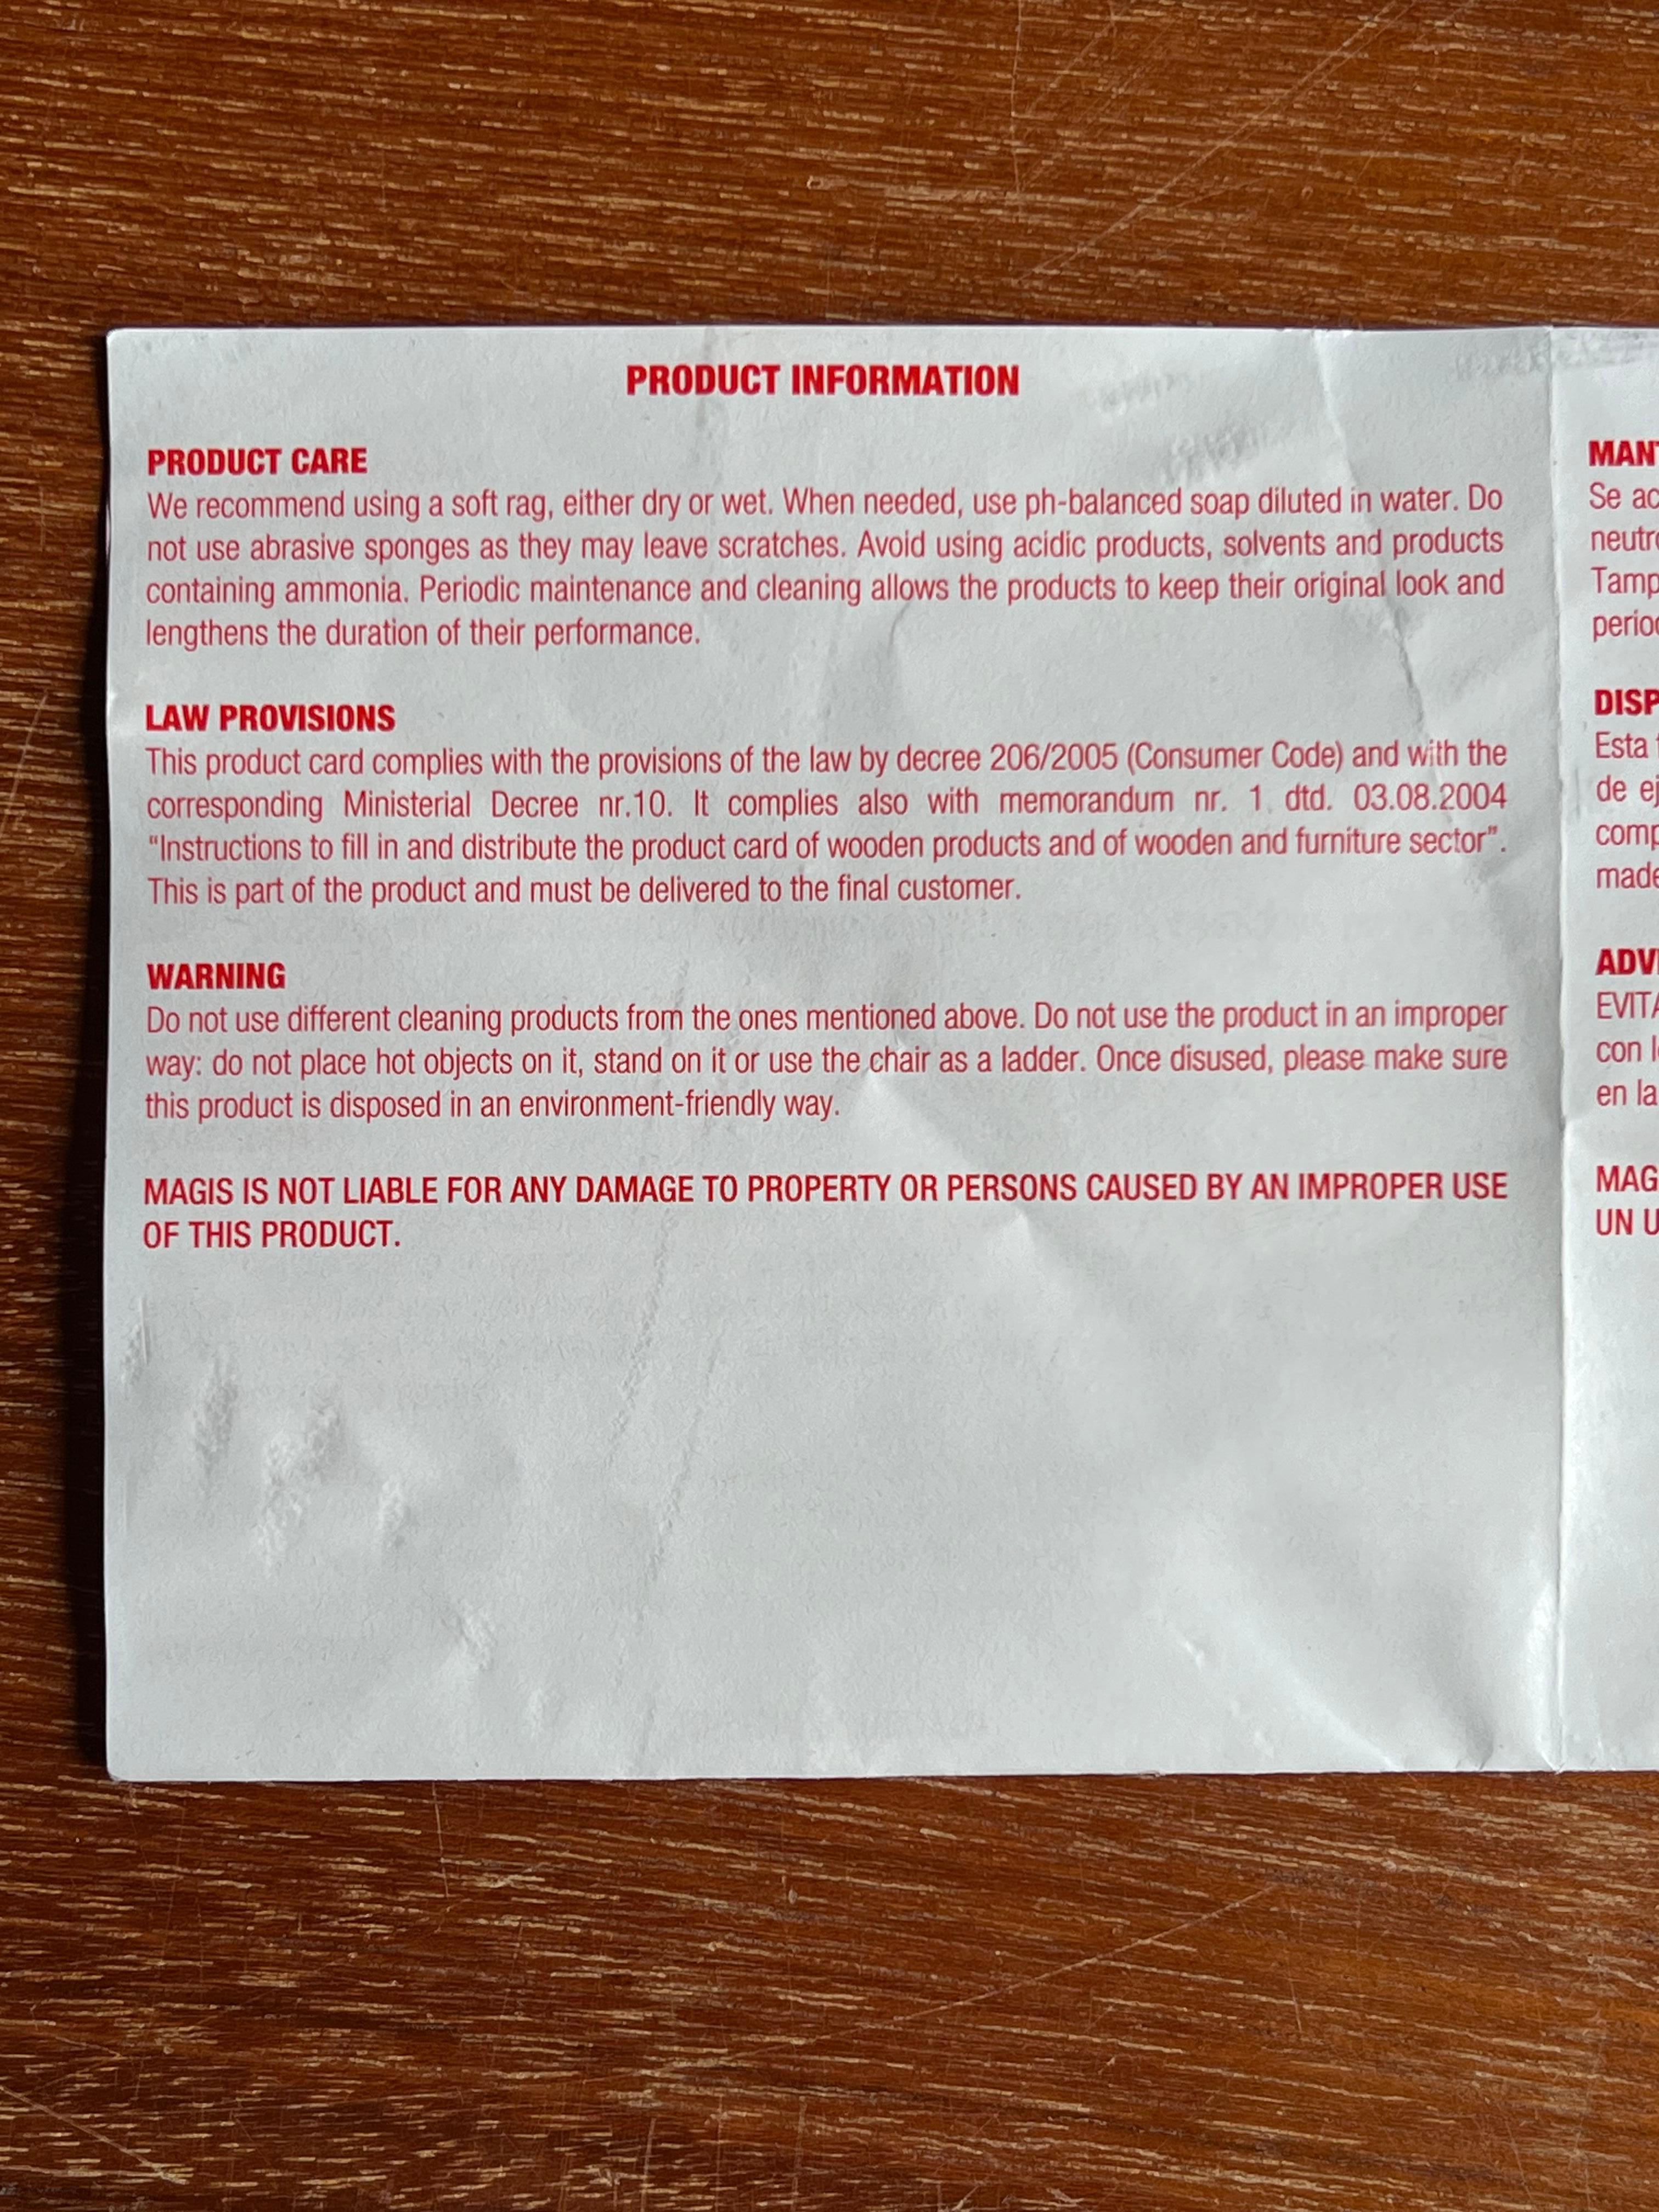 PRODUCT INFORMATION
PRODUCT CARE
We recommend using a soft rag, either dry or wet. When needed, use ph-balanced soap diluted in water. Do
not use abrasive sponges as they may leave scratches. Avoid using acidic products, solvents and products
containing ammonia. Periodic maintenance and cleaning allows the products to keep their original look and
lengthens the duration of their performance.
LAW PROVISIONS
This product card complies with the provisions of the law by decree 206/2005 (Consumer Code) and with the
corresponding Ministerial Decree nr.10. It complies also with memorandum nr. 1 dtd. 03.08.2004
“Instructions to fill in and distribute the product card of wooden products and of wooden and furniture sector”.
This is part of the product and must be delivered to the final customer.
WARNING
Do not use different cleaning products from the ones mentioned above. Do not use the product in an improper
way: do not place hot objects on it, stand on it or use the chair as a ladder. Once disused, please make sure
this product is disposed in an environment-friendly way.
MAGIS IS NOT LIABLE FOR ANY DAMAGE TO PROPERTY OR PERSONS CAUSED BY AN IMPROPER USE
OF THIS PRODUCT.
Se
Esta
de
con
en la
UN